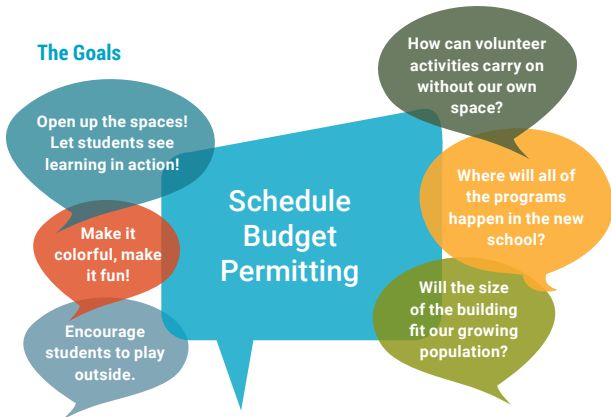 The Goals
Open up the spaces!
Let students see
learning in action!
Make it
colorful, make
it fun!
Encourage
students to play
outside.
Schedule
Budget
Permitting
How can volunteer
activities carry on
without our own
space?
Where will all of
the programs
happen in the new
school?
Will the size
of the building
fit our growing
population?